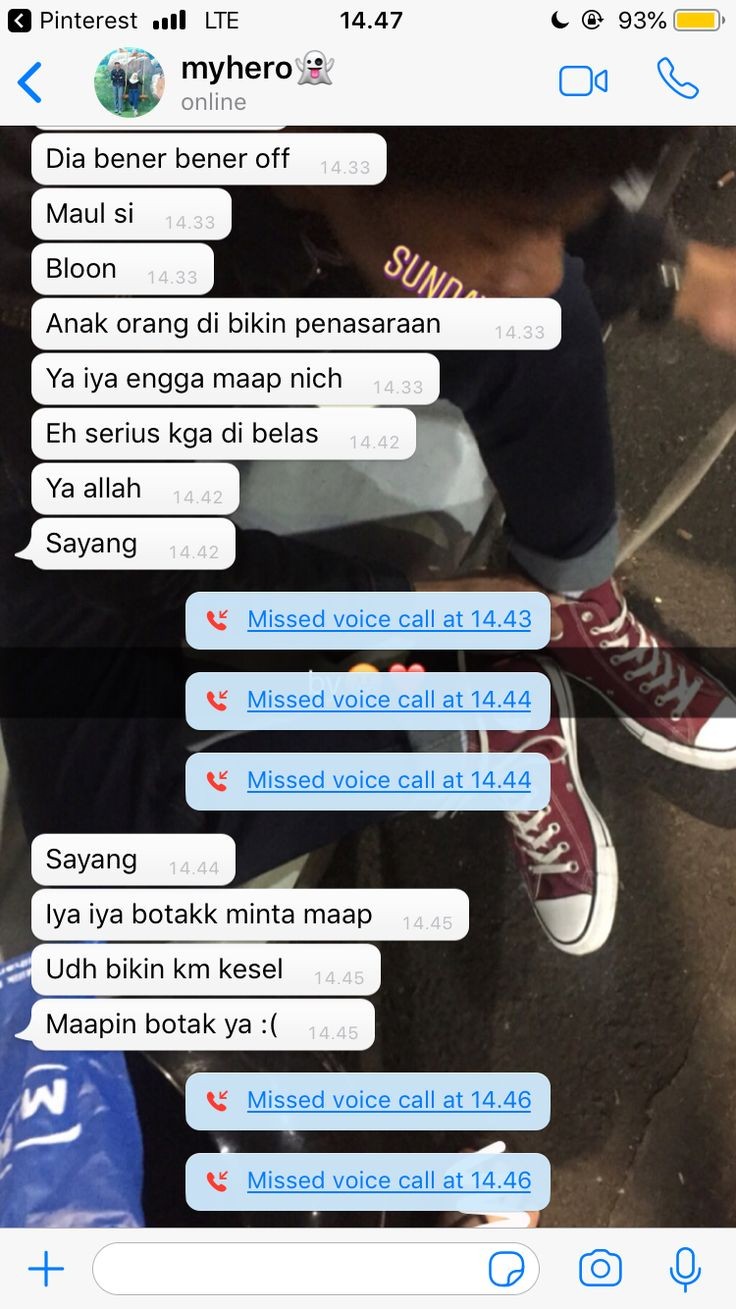 Pinterest LTE 14.47 93%
myhero👻
online
Dia bener bener off 14.33
Maul si 14.33
Bloon 14.33
Anak orang di bikin penasaraan 14.33
Ya iya engga maap nich 14.33
Eh serius kga di belas 14.42
Ya allah 14.42
Sayang 14.42
Missed voice call at 14.43
Missed voice call at 14.44
Missed voice call at 14.44
Sayang 14.44
Iya iya botakk minta maap 14.45
Udh bikin km kesel 14.45
Maapin botak ya :( 14.45
Missed voice call at 14.46
Missed voice call at 14.46